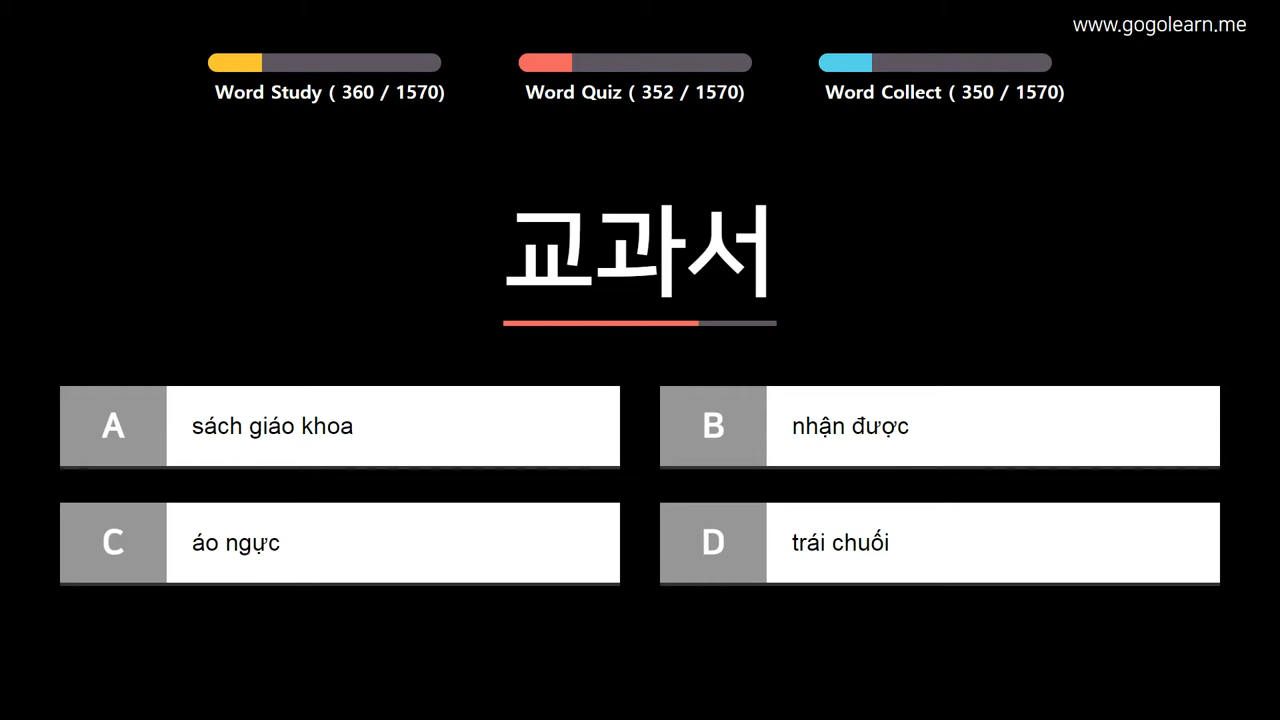 www.gogolearn.me
Word Study ( 360 / 1570)
Word Quiz ( 352 / 1570)
Word Collect ( 350 / 1570)
교과서
A sách giáo khoa
B nhận được
C áo ngực
D trái chuối